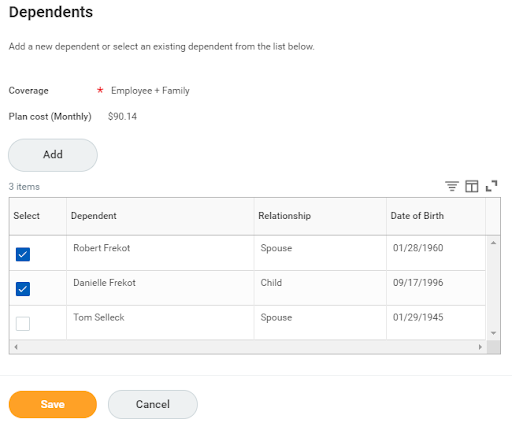 Dependents
Add a new dependent or select an existing dependent from the list below.
Coverage * Employee + Family
Plan cost (Monthly) $90.14
Add
3 items
Select Dependent Relationship Date of Birth
Robert Frekot Spouse 01/28/1960
Danielle Frekot Child 09/17/1996
Tom Selleck Spouse 01/29/1945
Save Cancel